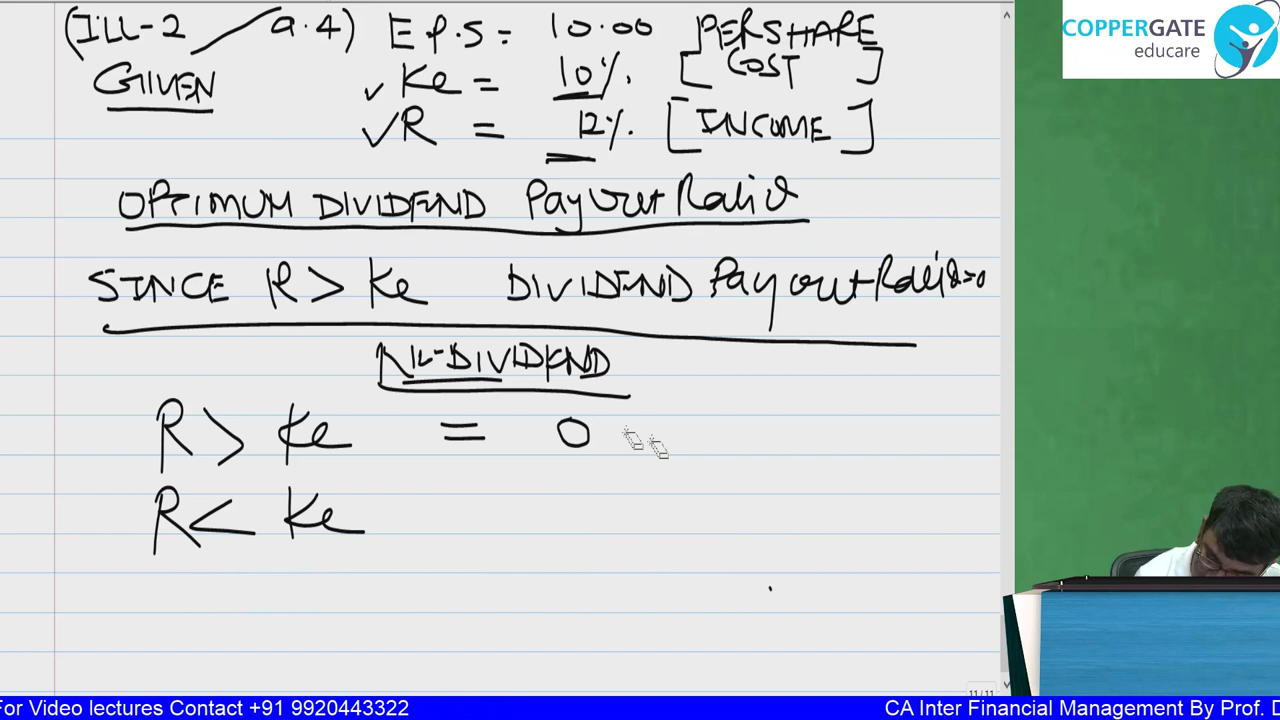 (ILL-2 / Q.4) E.P.S = 10.00 PERSHARE
GIVEN ✓ Ke = 10% [COST]
✓ R = 12% [INCOME]
OPTIMUM DIVIDEND Payout Ratio
SINCE R > Ke DIVIDEND Payout Ratio=0
NIL-DIVIDEND
R > Ke = 0
R < Ke
COPPERGATE
educare
11/11
For Video lectures Contact +91 9920443322
CA Inter Financial Management By Prof. D